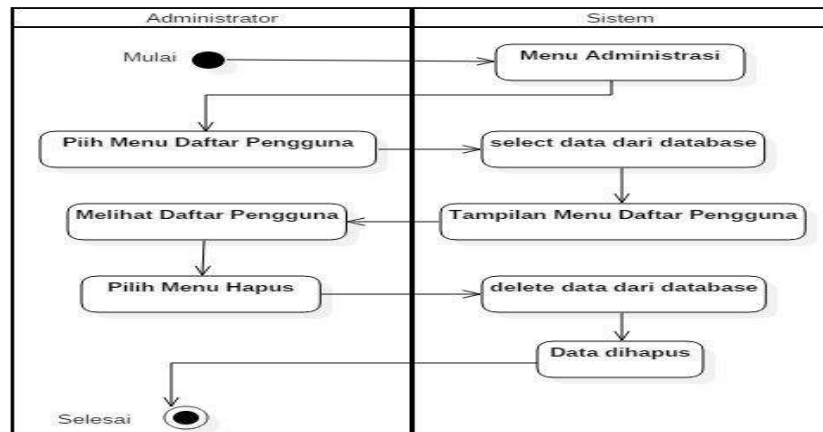 Administrator
Sistem
Mulai
Menu Administrasi
Piih Menu Daftar Pengguna
select data dari database
Melihat Daftar Pengguna
Tampilan Menu Daftar Pengguna
Pilih Menu Hapus
delete data dari database
Data dihapus
Selesai